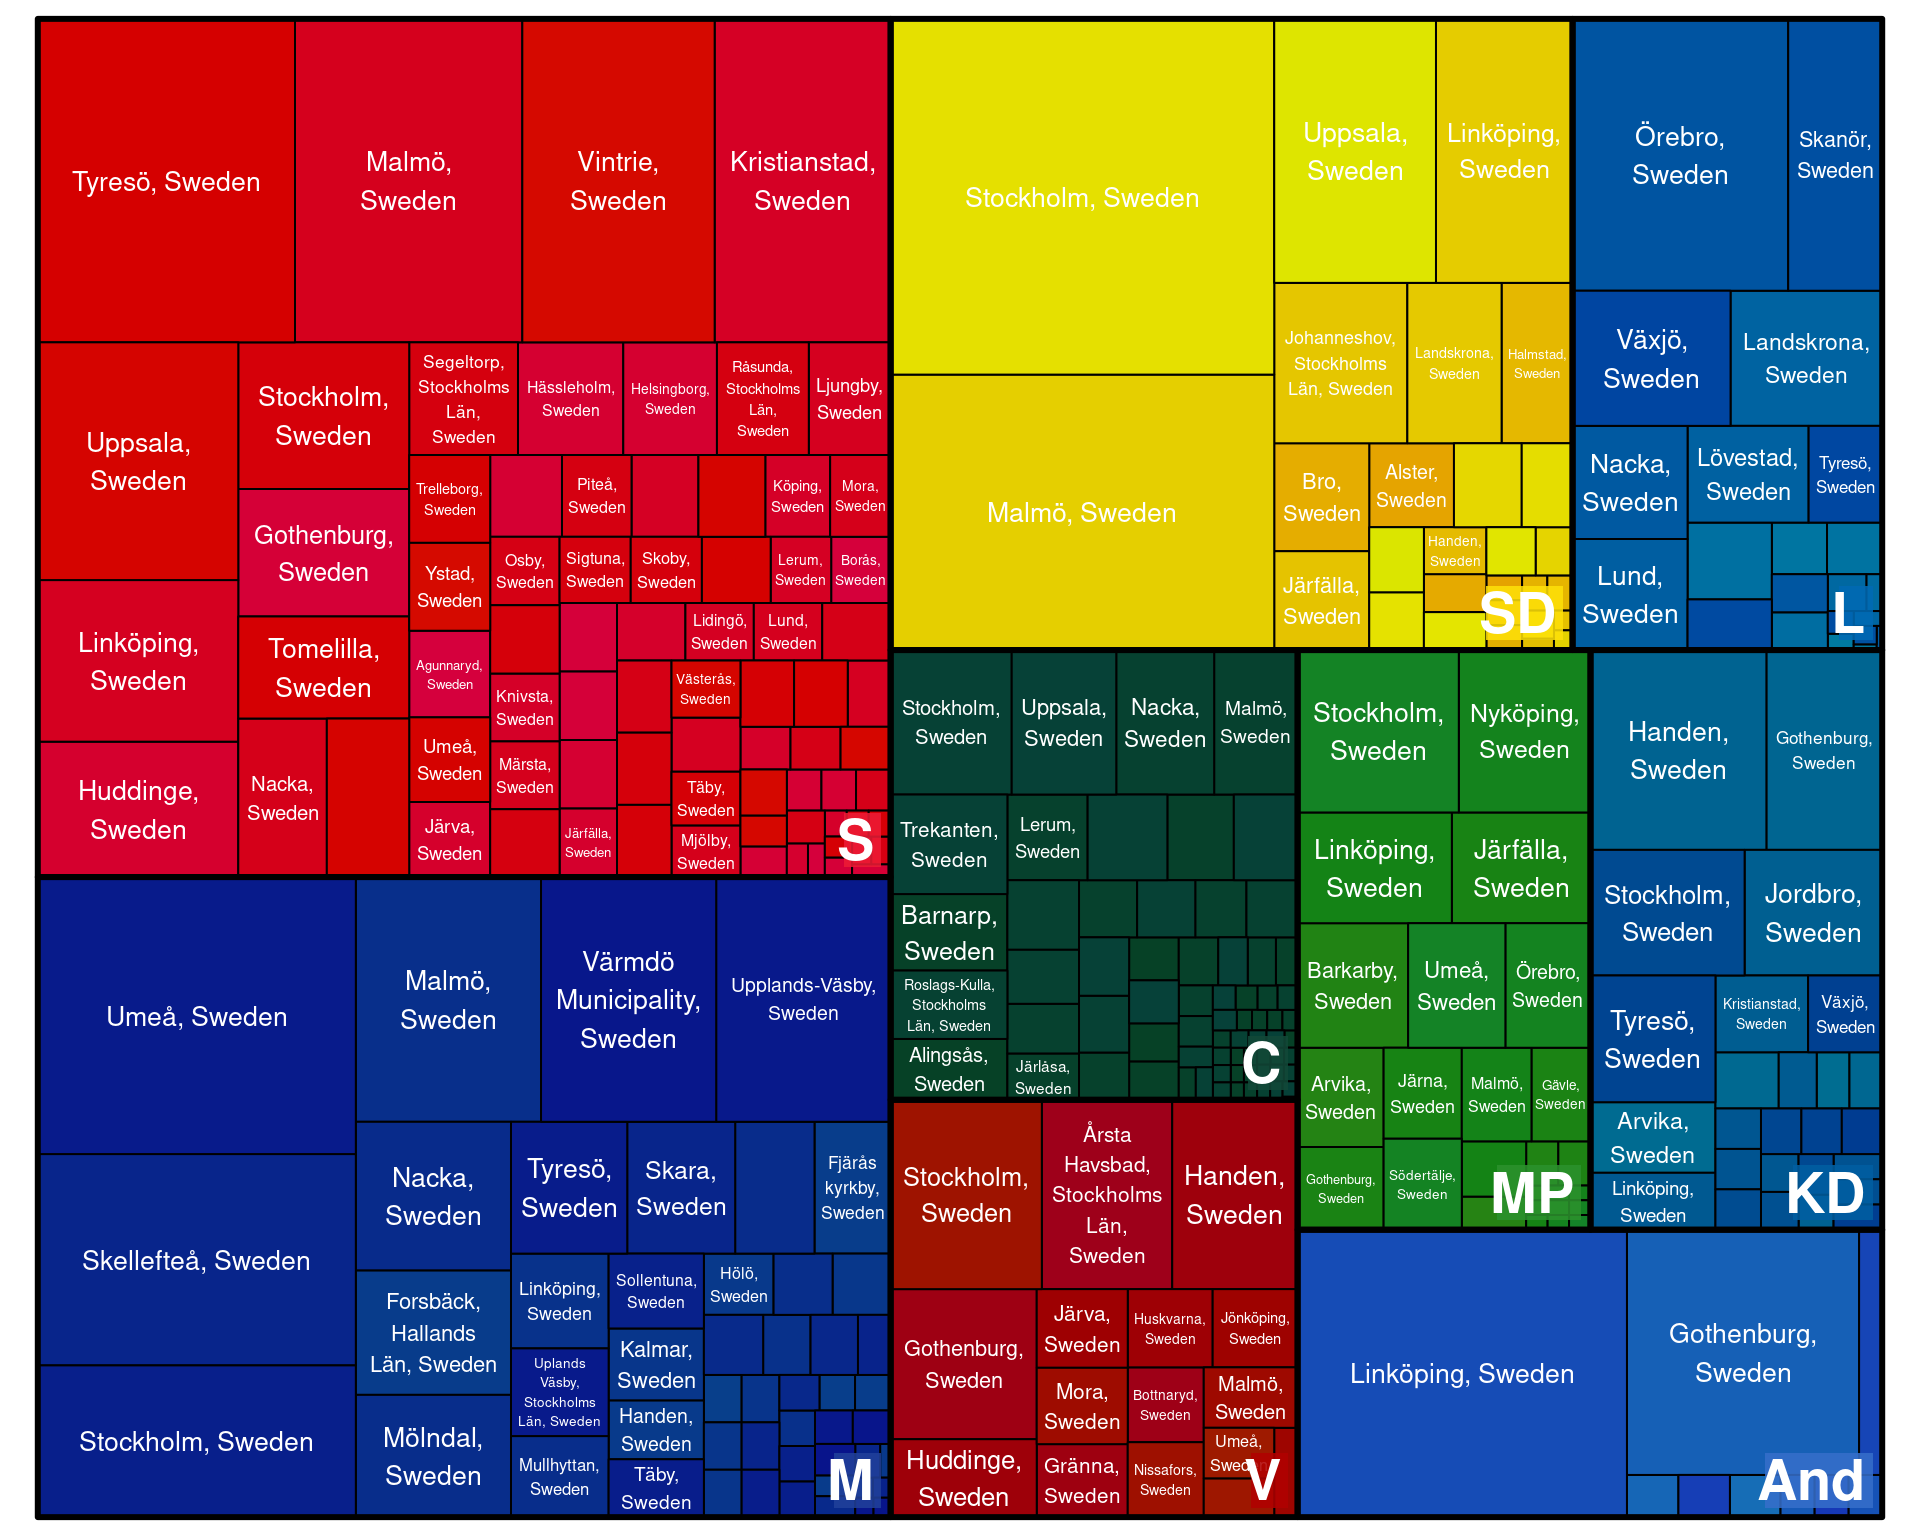 Tyresö, Sweden
Malmö,
Sweden
Vintrie,
Sweden
Kristianstad,
Sweden
Uppsala,
Sweden
Linköping,
Sweden
Huddinge,
Sweden
Stockholm,
Sweden
Gothenburg,
Sweden
Tomelilla,
Sweden
Nacka,
Sweden
Segeltorp,
Stockholms
Län,
Sweden
Hässleholm,
Sweden
Helsingborg,
Sweden
Råsunda,
Stockholms
Län,
Sweden
Ljungby,
Sweden
Trelleborg,
Sweden
Ystad,
Sweden
Agunnaryd,
Sweden
Umeå,
Sweden
Järva,
Sweden
Piteå,
Sweden
Köping,
Sweden
Mora,
Sweden
Osby,
Sweden
Sigtuna,
Sweden
Skoby,
Sweden
Lerum,
Sweden
Borås,
Sweden
Knivsta,
Sweden
Märsta,
Sweden
Järfälla,
Sweden
Lidingö,
Sweden
Lund,
Sweden
Västerås,
Sweden
Täby,
Sweden
Mjölby,
Sweden
S
Umeå, Sweden
Skellefteå, Sweden
Stockholm, Sweden
Malmö,
Sweden
Värmdö
Municipality,
Sweden
Upplands-Väsby,
Sweden
Nacka,
Sweden
Forsbäck,
Hallands
Län, Sweden
Mölndal,
Sweden
Tyresö,
Sweden
Skara,
Sweden
Fjärås
kyrkby,
Sweden
Linköping,
Sweden
Uplands
Väsby,
Stockholms
Län, Sweden
Mullhyttan,
Sweden
Sollentuna,
Sweden
Kalmar,
Sweden
Handen,
Sweden
Täby,
Sweden
Hölö,
Sweden
M
Stockholm, Sweden
Malmö, Sweden
Uppsala,
Sweden
Linköping,
Sweden
Johanneshov,
Stockholms
Län, Sweden
Landskrona,
Sweden
Halmstad,
Sweden
Bro,
Sweden
Järfälla,
Sweden
Alster,
Sweden
Handen,
Sweden
SD
Örebro,
Sweden
Skanör,
Sweden
Växjö,
Sweden
Landskrona,
Sweden
Nacka,
Sweden
Lund,
Sweden
Lövestad,
Sweden
Tyresö,
Sweden
L
Stockholm,
Sweden
Uppsala,
Sweden
Nacka,
Sweden
Malmö,
Sweden
Trekanten,
Sweden
Barnarp,
Sweden
Roslags-Kulla,
Stockholms
Län, Sweden
Alingsås,
Sweden
Lerum,
Sweden
Järlåsa,
Sweden
C
Stockholm,
Sweden
Årsta
Havsbad,
Stockholms
Län,
Sweden
Handen,
Sweden
Gothenburg,
Sweden
Huddinge,
Sweden
Järva,
Sweden
Mora,
Sweden
Gränna,
Sweden
Huskvarna,
Sweden
Jönköping,
Sweden
Bottnaryd,
Sweden
Nissafors,
Sweden
Malmö,
Sweden
Umeå,
Sweden
V
Stockholm,
Sweden
Nyköping,
Sweden
Linköping,
Sweden
Järfälla,
Sweden
Barkarby,
Sweden
Umeå,
Sweden
Örebro,
Sweden
Arvika,
Sweden
Gothenburg,
Sweden
Järna,
Sweden
Södertälje,
Sweden
Malmö,
Sweden
Gävle,
Sweden
MP
Handen,
Sweden
Gothenburg,
Sweden
Stockholm,
Sweden
Jordbro,
Sweden
Tyresö,
Sweden
Arvika,
Sweden
Linköping,
Sweden
Kristianstad,
Sweden
Växjö,
Sweden
KD
Linköping, Sweden
Gothenburg,
Sweden
And